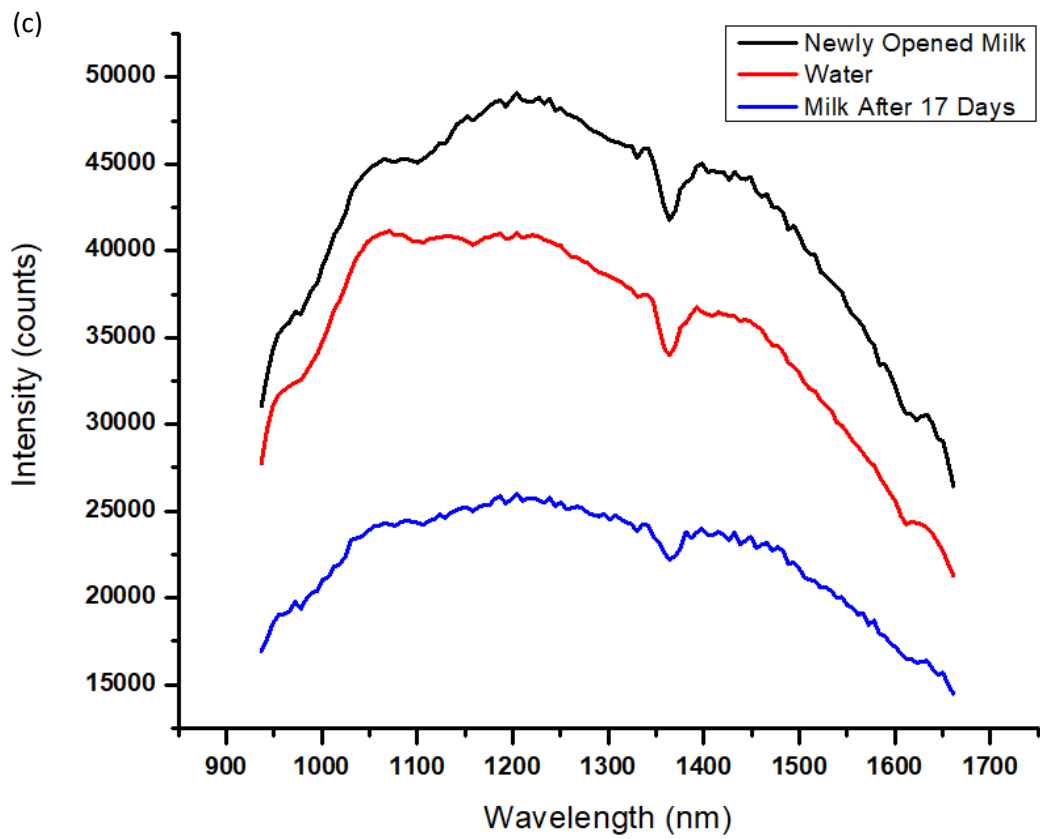 (c)
Newly Opened Milk
Water
Milk After 17 Days
50000
45000
40000
35000
30000
25000
20000
15000
Intensity (counts)
900 1000 1100 1200 1300 1400 1500 1600 1700
Wavelength (nm)